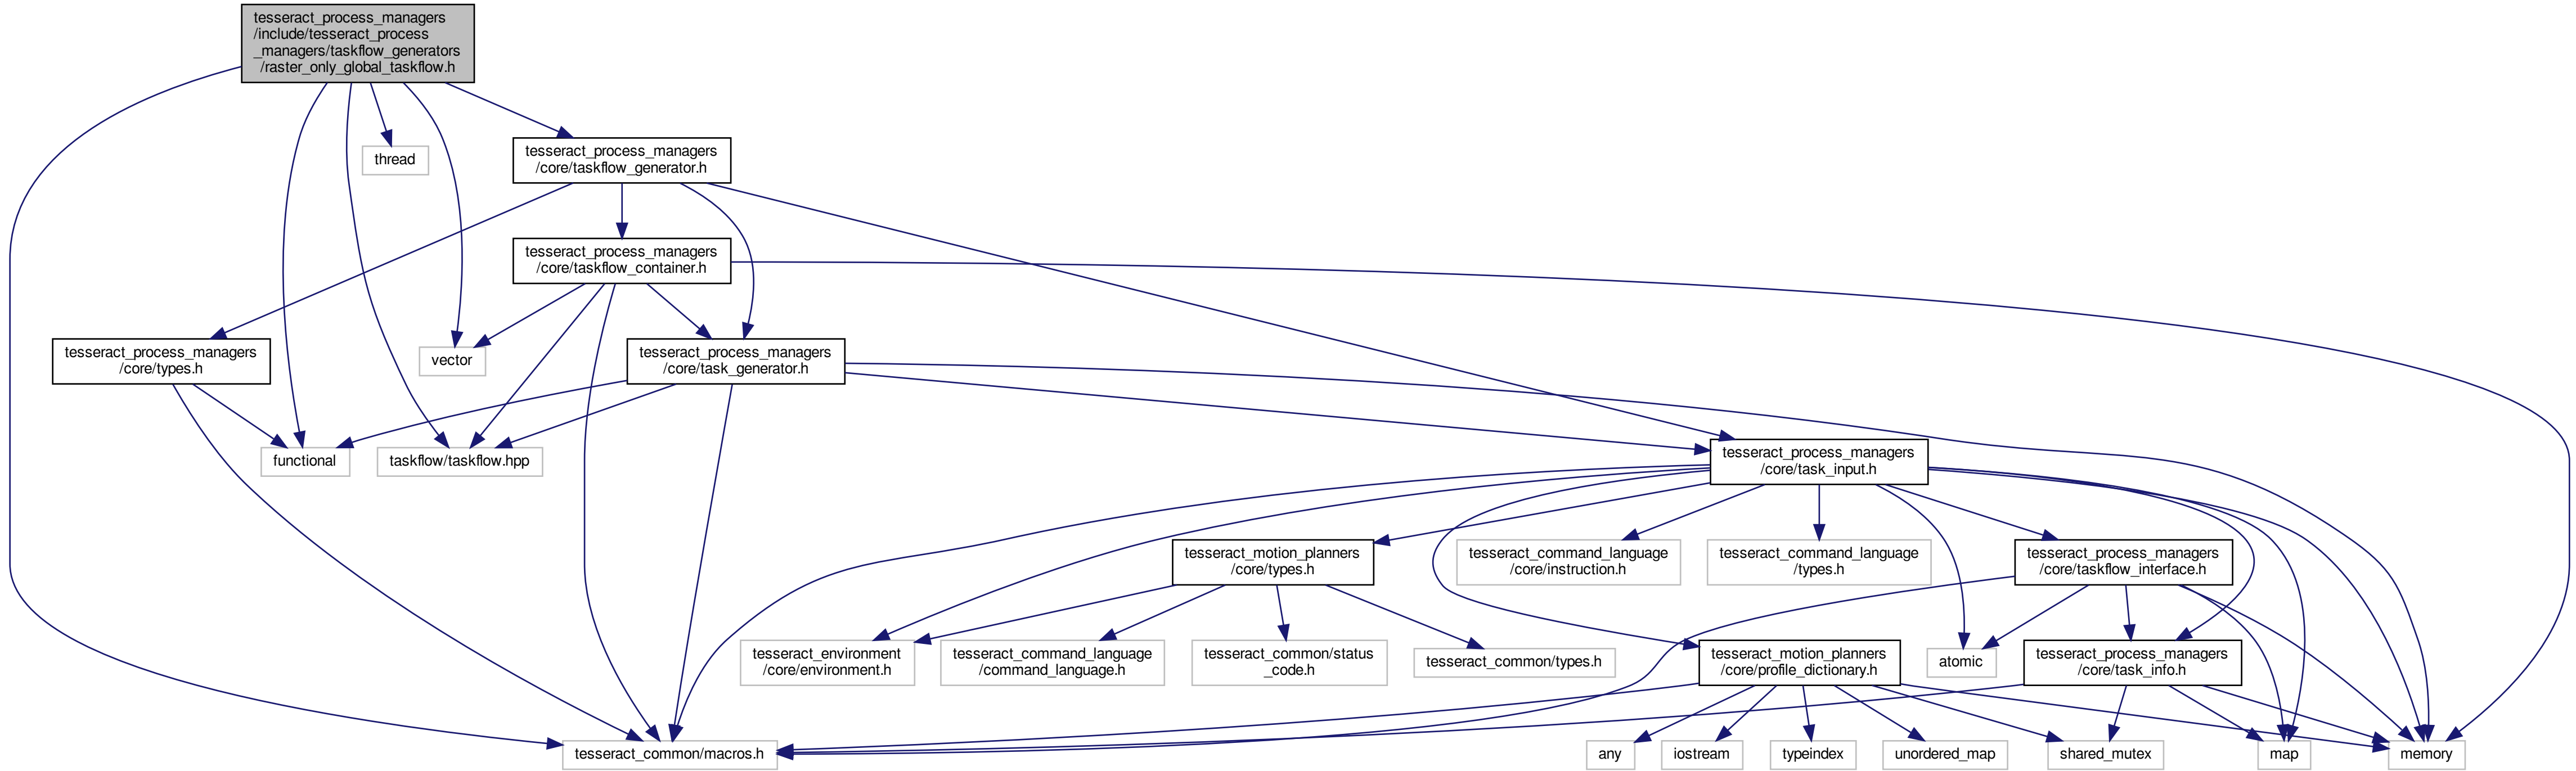 tesseract_process_managers
/include/tesseract_process
_managers/taskflow_generators
/raster_only_global_taskflow.h
thread
tesseract_process_managers
/core/taskflow_generator.h
tesseract_process_managers
/core/taskflow_container.h
tesseract_process_managers
/core/types.h
vector
tesseract_process_managers
/core/task_generator.h
functional
taskflow/taskflow.hpp
tesseract_process_managers
/core/task_input.h
tesseract_motion_planners
/core/types.h
tesseract_command_language
/core/instruction.h
tesseract_command_language
/types.h
tesseract_process_managers
/core/taskflow_interface.h
tesseract_environment
/core/environment.h
tesseract_command_language
/command_language.h
tesseract_common/status
_code.h
tesseract_common/types.h
tesseract_motion_planners
/core/profile_dictionary.h
atomic
tesseract_process_managers
/core/task_info.h
tesseract_common/macros.h
any
iostream
typeindex
unordered_map
shared_mutex
map
memory